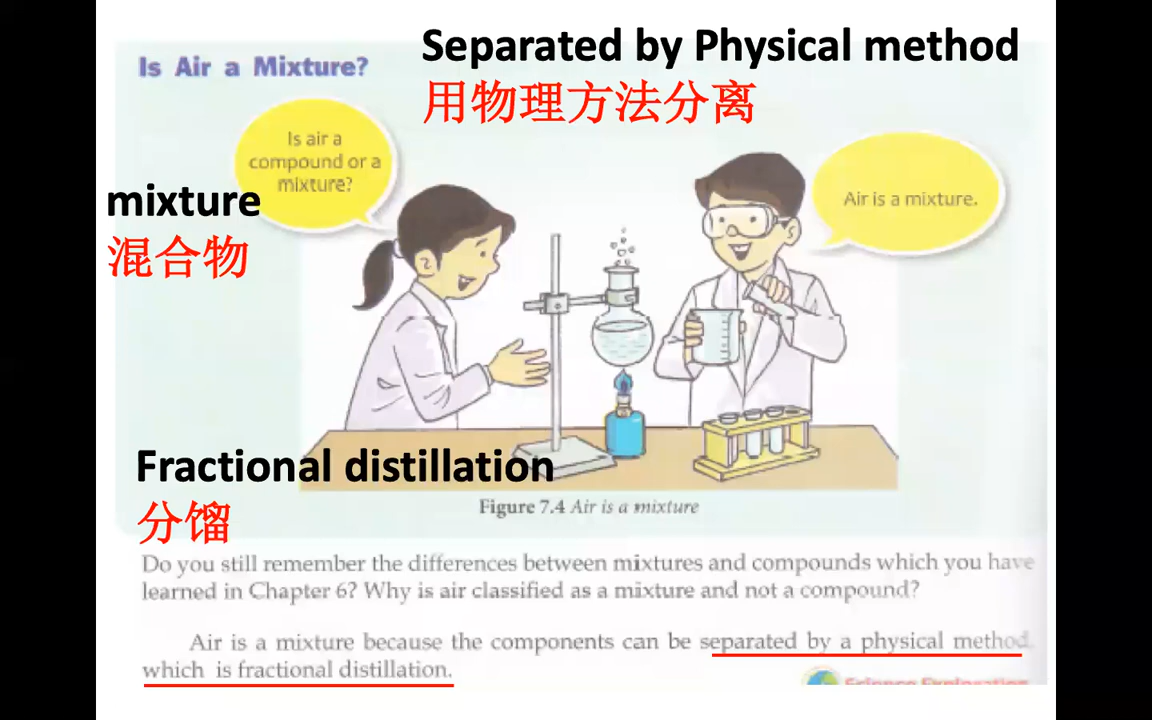 Separated by Physical method
用物理方法分离
Is Air a Mixture?
Is air a
compound or a
mixture?
Air is a mixture.
mixture
混合物
Fractional distillation
分馏
Figure 7.4 Air is a mixture
Do you still remember the differences between mixtures and compounds which you have
learned in Chapter 6? Why is air classified as a mixture and not a compound?
Air is a mixture because the components can be separated by a physical method
which is fractional distillation.
Science Exploration